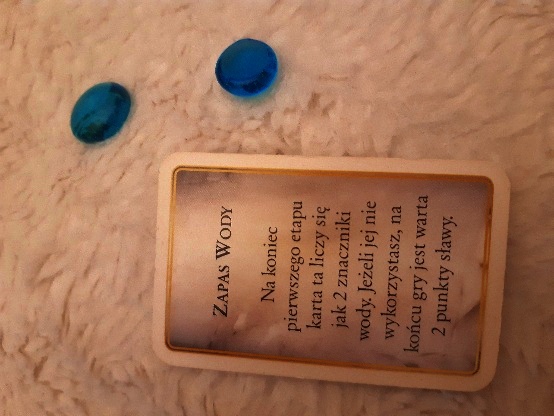 ZAPAS WODY
Na koniec
pierwszego etapu
karta ta liczy się
jak 2 znaczniki
wody. Jeżeli jej nie
wykorzystasz, na
końcu gry jest warta
2 punkty sławy.